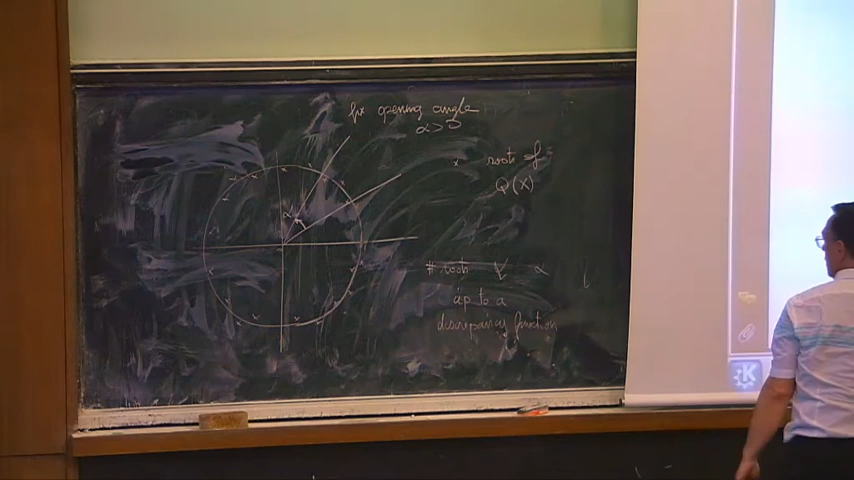 fix opening angle
α > 0
x roots of
Q(X)
α
# roots
α
up to a
discrepancy function
K